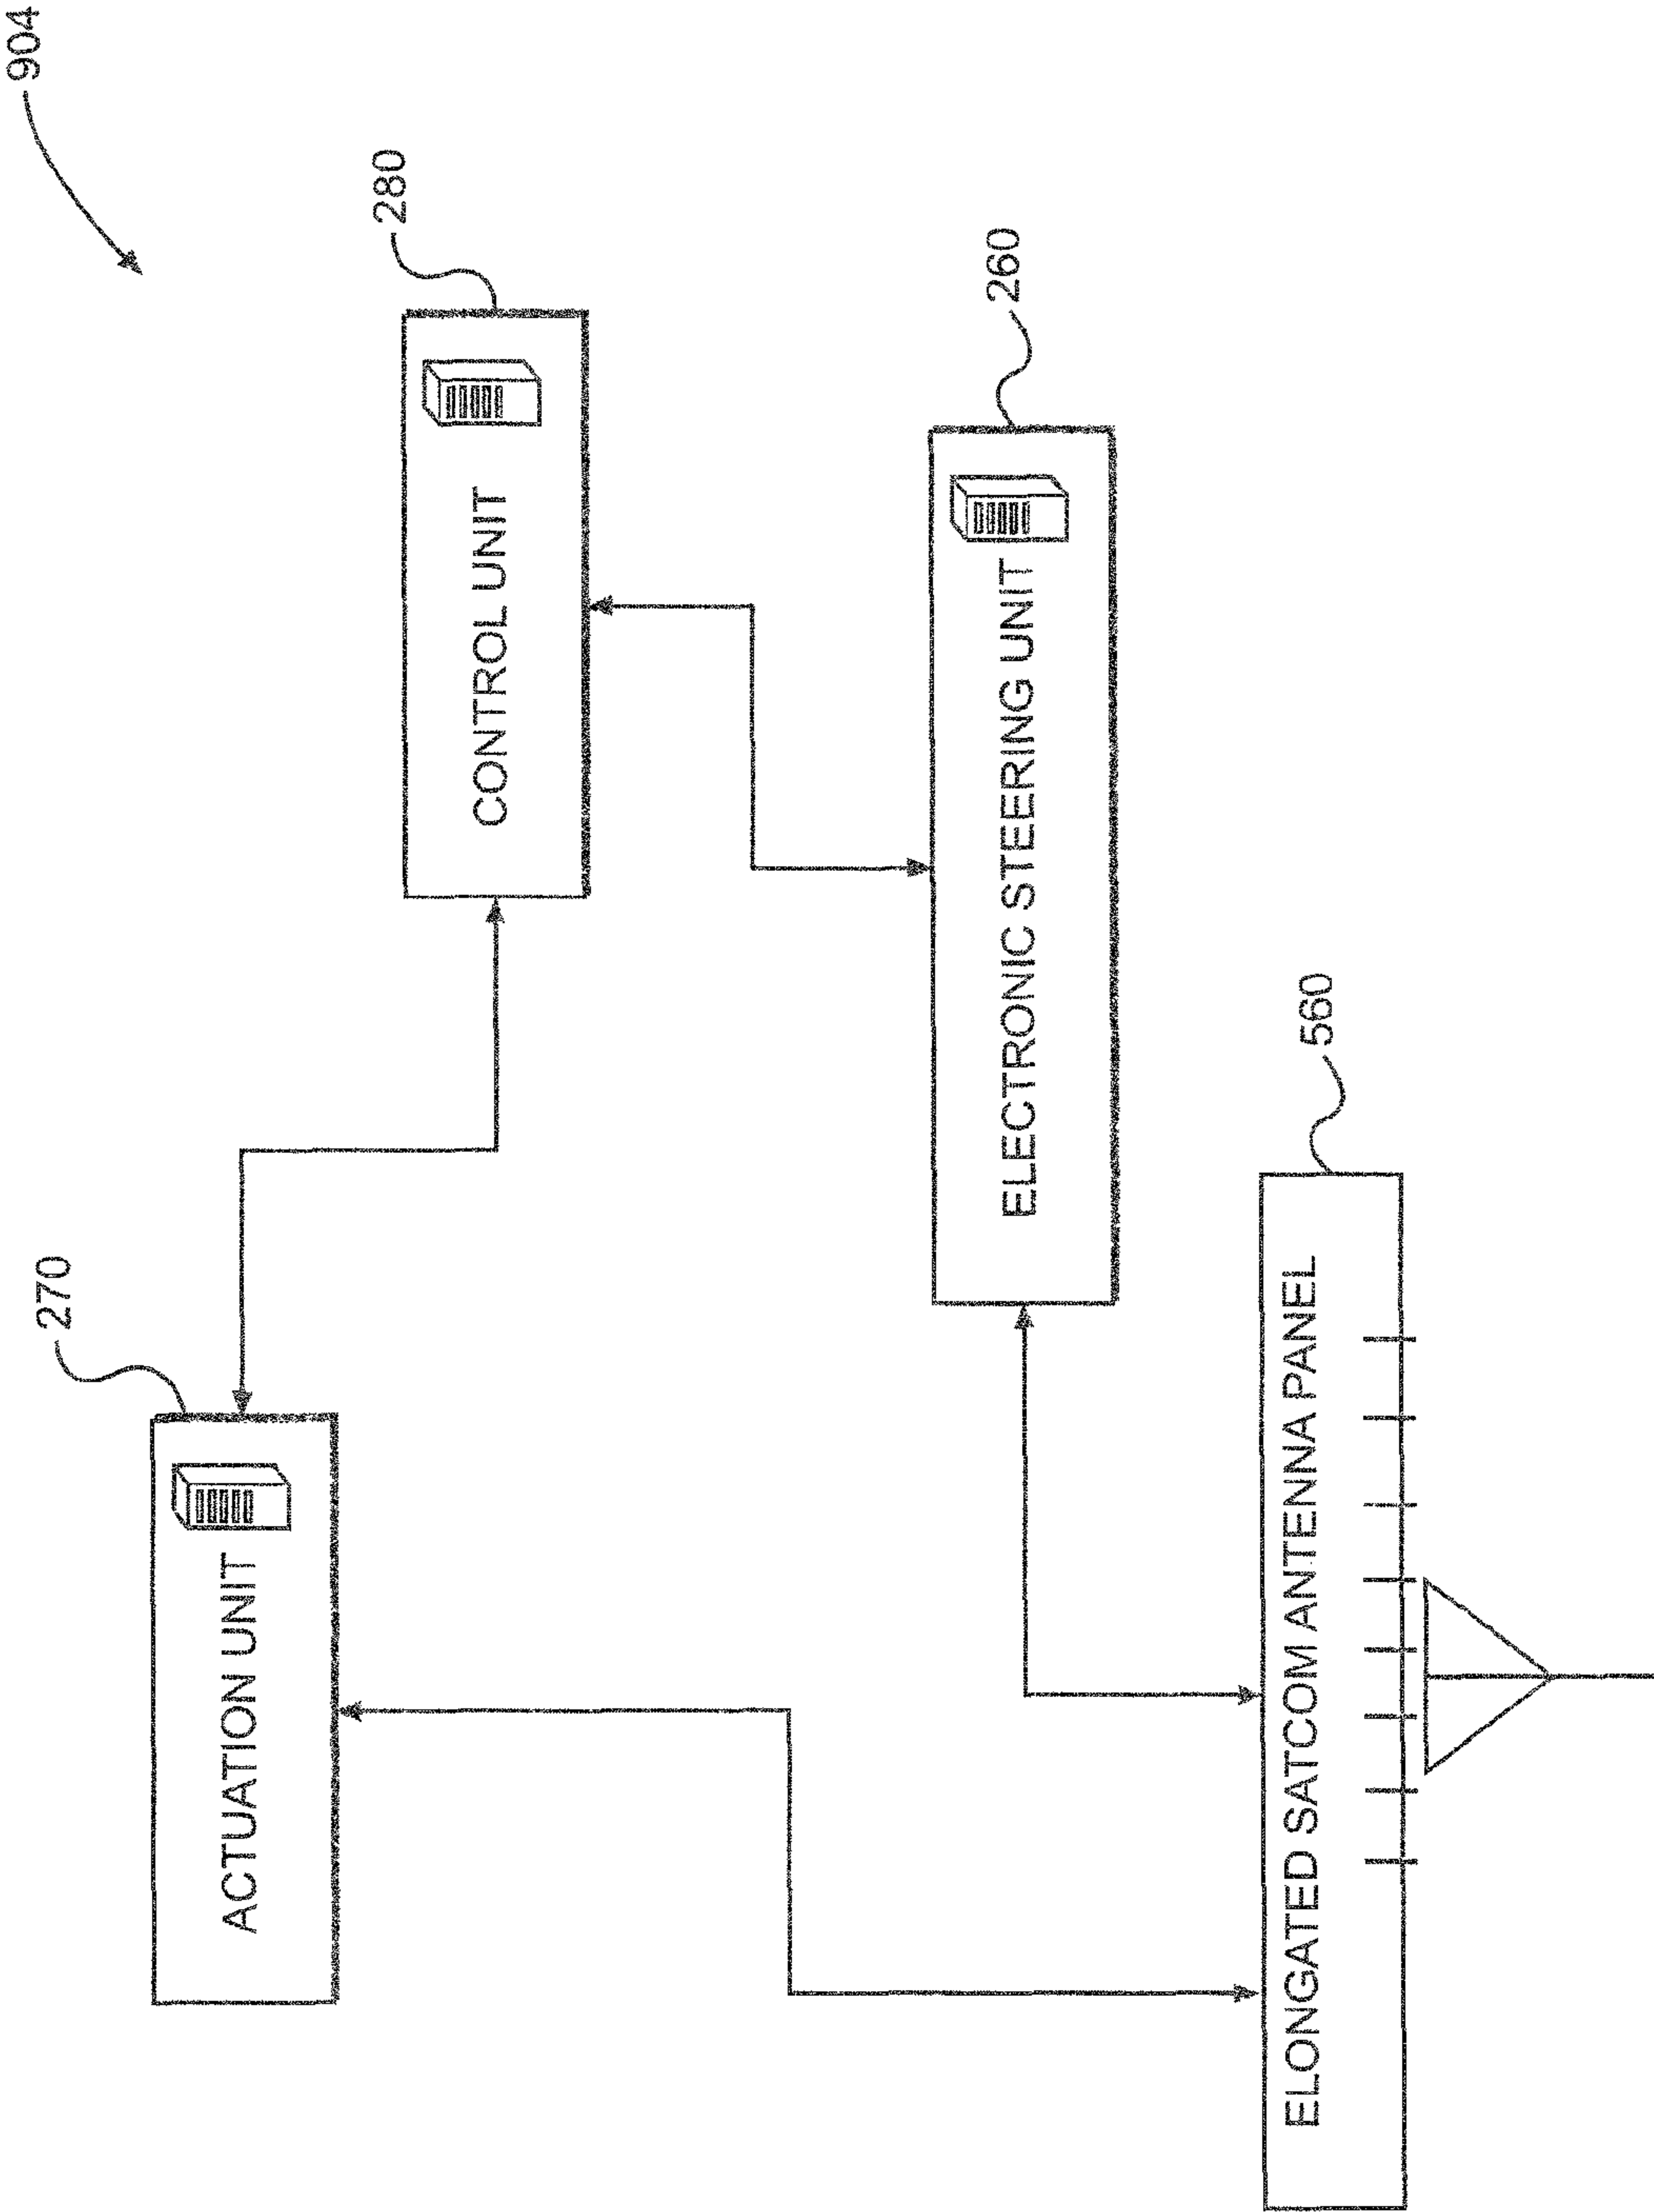 904
280
CONTROL UNIT
270
ACTUATION UNIT
260
ELECTRONIC STEERING UNIT
560
ELONGATED SATCOM ANTENNA PANEL